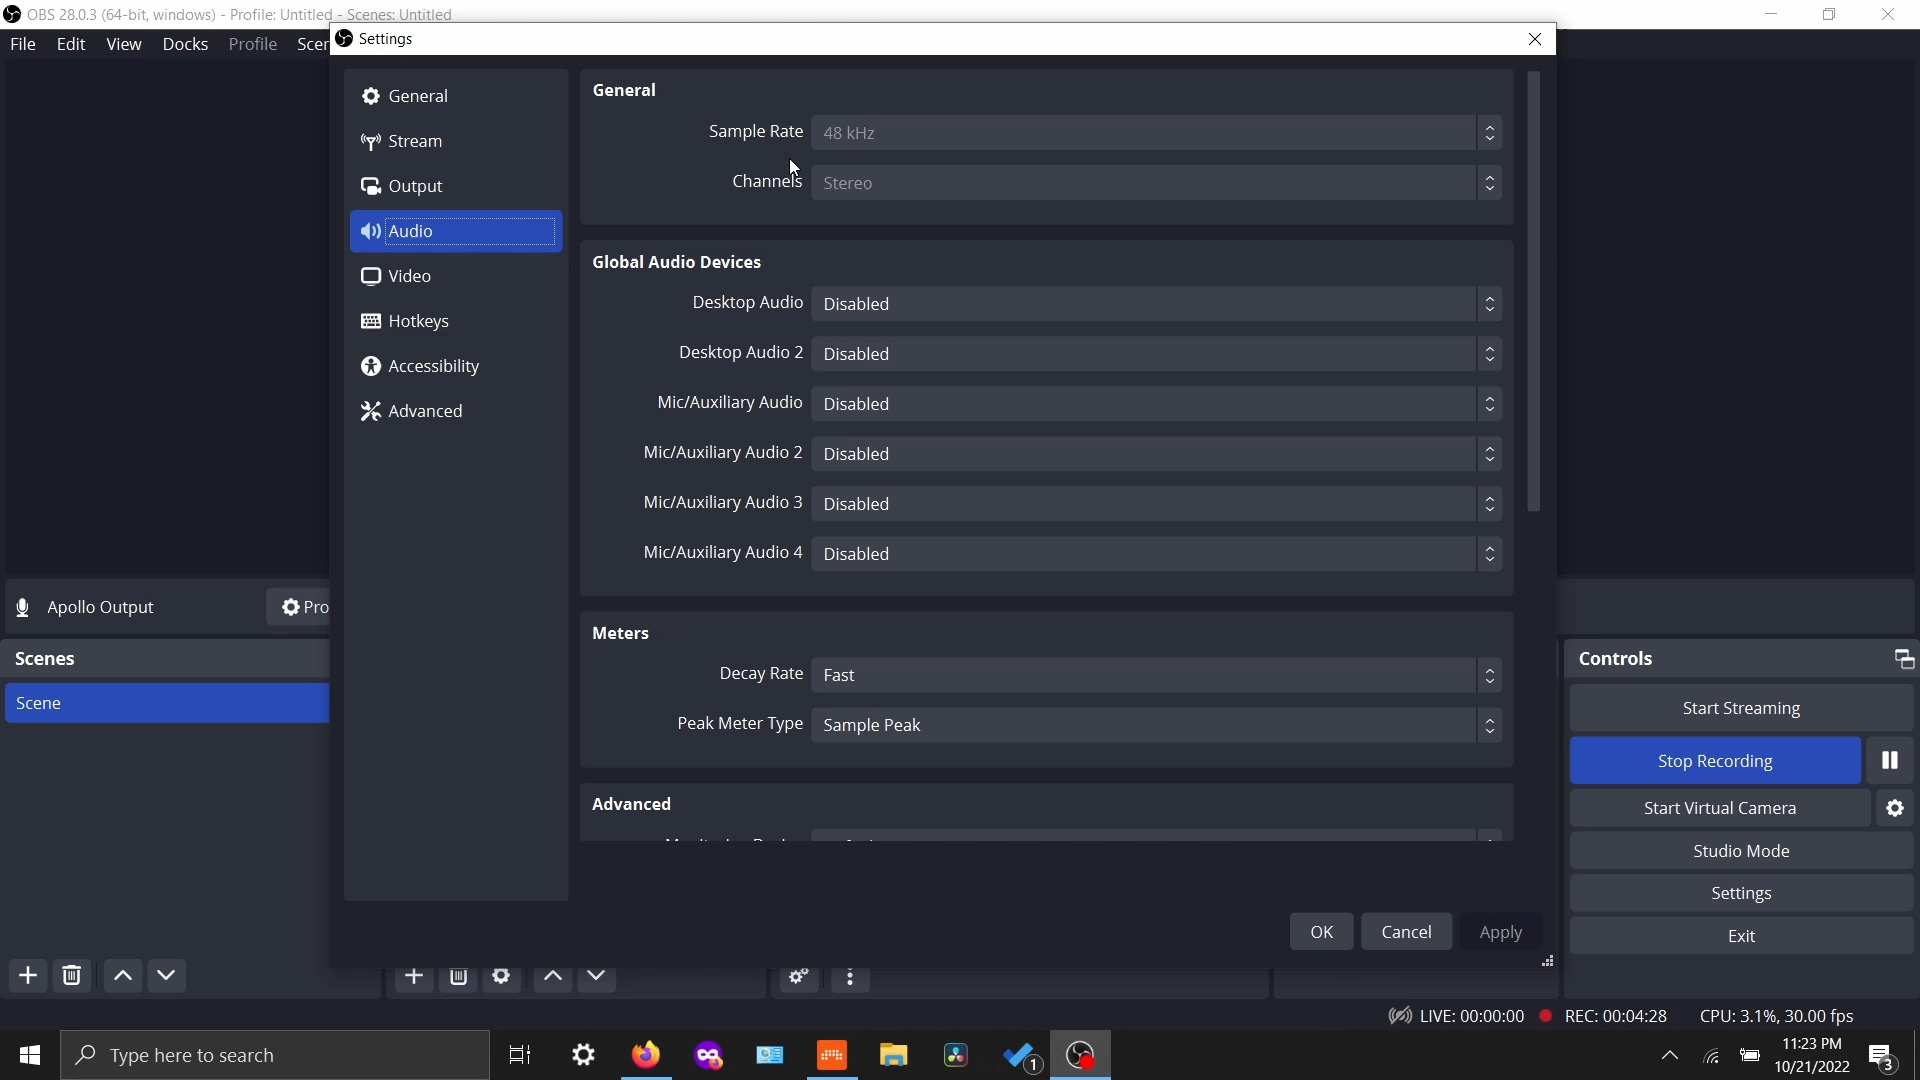 OBS 28.0.3 (64-bit, windows) - Profile: Untitled - Scenes: Untitled
File Edit View Docks Profile
Settings
General
Stream
Output
Audio
Video
Hotkeys
Accessibility
Advanced
General
Sample Rate 48 kHz
Channels Stereo
Global Audio Devices
Desktop Audio Disabled
Desktop Audio 2 Disabled
Mic/Auxiliary Audio Disabled
Mic/Auxiliary Audio 2 Disabled
Mic/Auxiliary Audio 3 Disabled
Mic/Auxiliary Audio 4 Disabled
Meters
Decay Rate Fast
Peak Meter Type Sample Peak
Advanced
OK Cancel Apply
Apollo Output
Scenes
Scene
Controls
Start Streaming
Stop Recording
Start Virtual Camera
Studio Mode
Settings
Exit
LIVE: 00:00:00 REC: 00:04:28 CPU: 3.1%, 30.00 fps
Type here to search
1
11:23 PM
10/21/2022
3